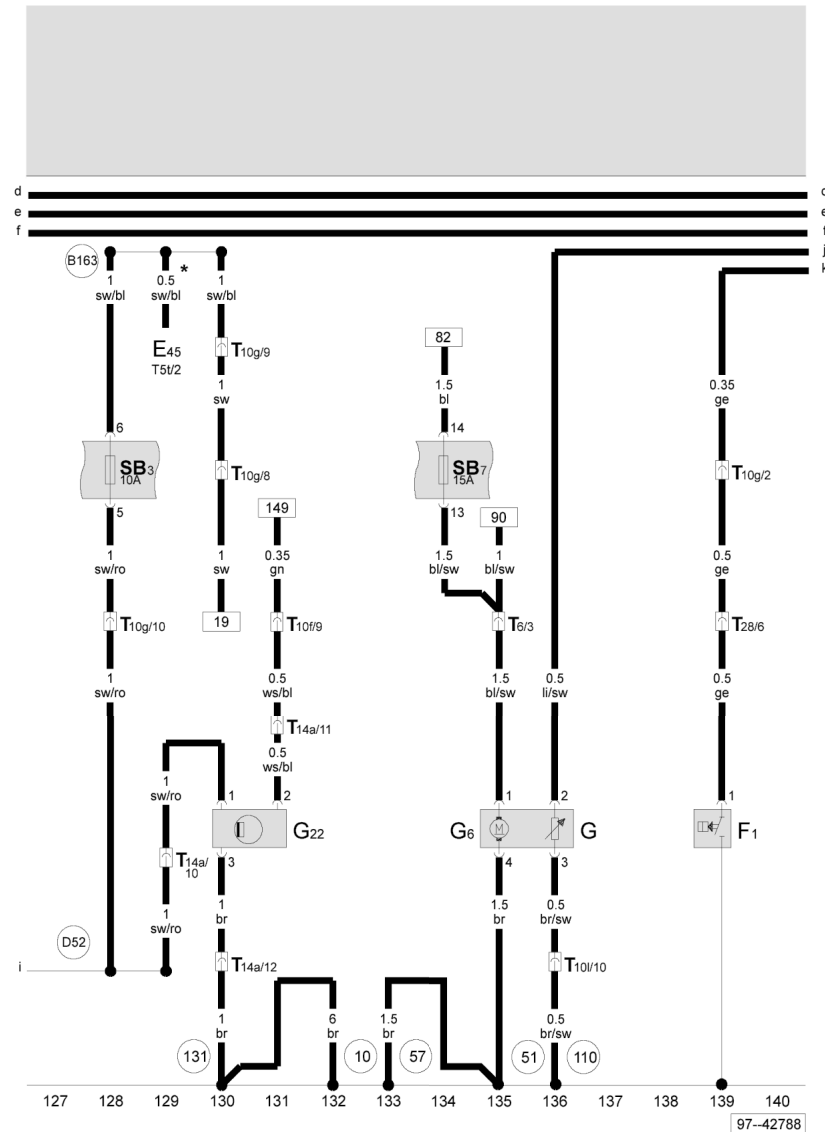 d d
e e
f f
j
k
B163
1
sw/bl
0.5
sw/bl
*
1
sw/bl
E45
T5t/2
T10g/9
1
sw
82
1.5
bl
0.35
ge
6
14
SB3
10A
T10g/8
SB7
15A
T10g/2
5
149
13
90
1
sw/ro
1
sw
0.35
gn
1.5
bl/sw
1
bl/sw
0.5
ge
T10g/10
19
T10f/9
T6/3
T28/6
1
sw/ro
0.5
ws/bl
1.5
bl/sw
0.5
li/sw
0.5
ge
T14a/11
0.5
ws/bl
1
sw/ro
1
2
1
2
1
G22
G6
M
G
F1
T14a/
10
3
4
3
1
sw/ro
1
br
1.5
br
0.5
br/sw
D52
i
T14a/12
T10l/10
1
br
6
br
1.5
br
0.5
br/sw
131
10
57
51
110
127 128 129 130 131 132 133 134 135 136 137 138 139 140
97--42788